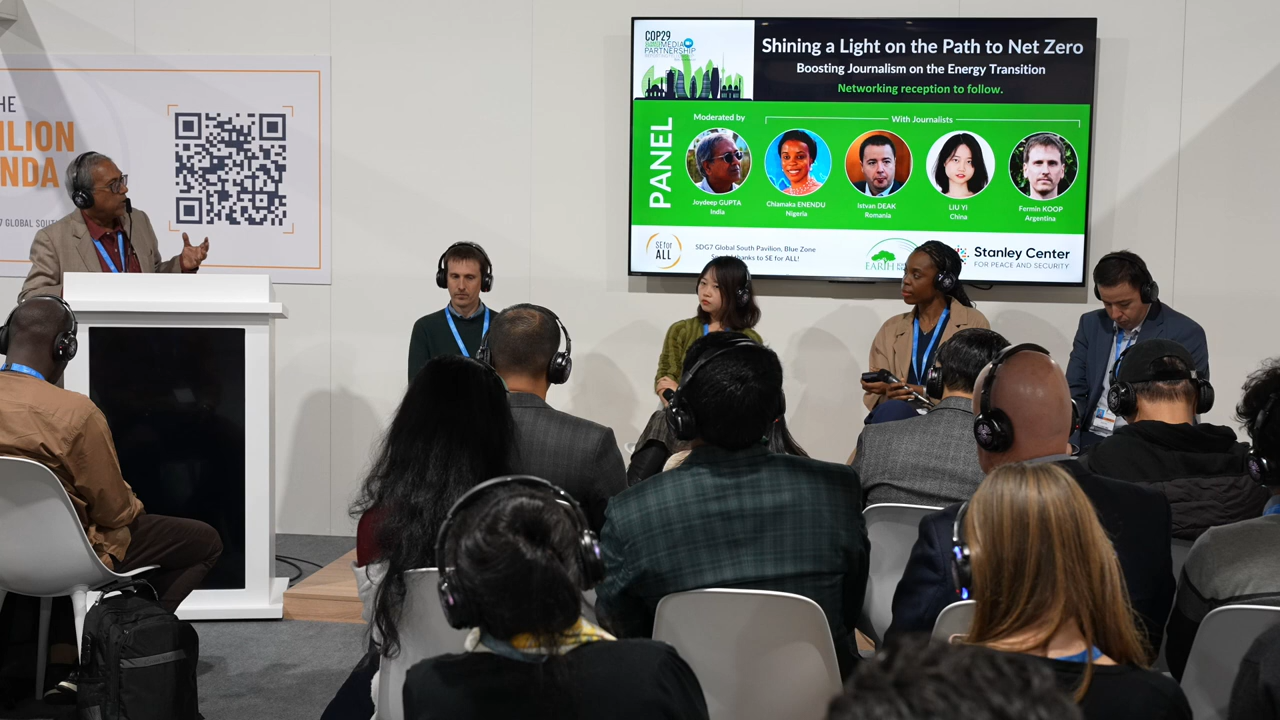 HE
ILION
NDA
7 GLOBAL SOUT
COP29
MEDIA
PARTNERSHIP
Shining a Light on the Path to Net Zero
Boosting Journalism on the Energy Transition
Networking reception to follow.
PANEL
Moderated by
With Journalists
Joydeep GUPTA
India
Chiamaka ENENDU
Nigeria
Istvan DEAK
Romania
LIU YI
China
Fermin KOOP
Argentina
SE for
ALL
SDG7 Global South Pavilion, Blue Zone
thanks to SE for ALL!
EARTH
Stanley Center
FOR PEACE AND SECURITY